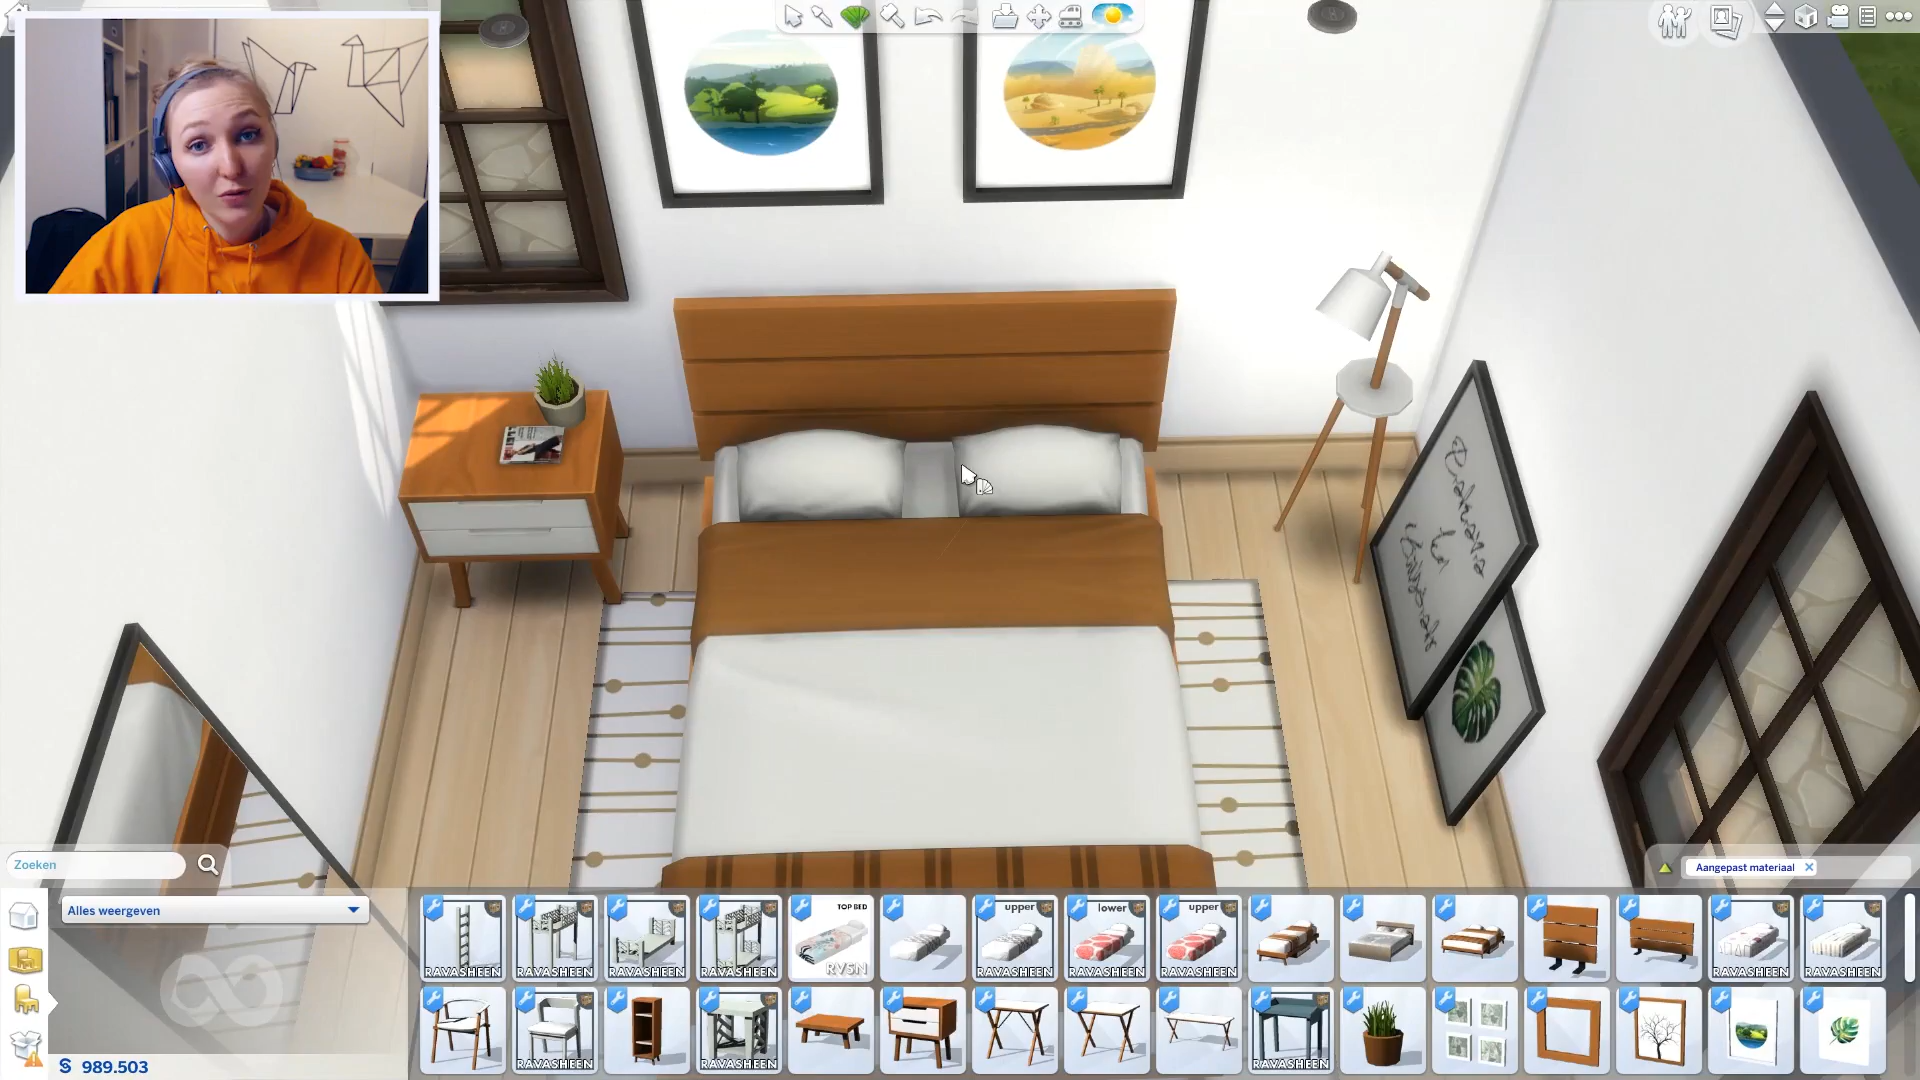 Zoeken
Alles weergeven
Aangepast materiaal
RAVASHEEN
RAVASHEEN
RAVASHEEN
RAVASHEEN
TOP BED
RVSN
upper
RAVASHEEN
lower
RAVASHEEN
upper
RAVASHEEN
RAVASHEEN
RAVASHEEN
RAVASHEEN
RAVASHEEN
RAVASHEEN
§ 989.503